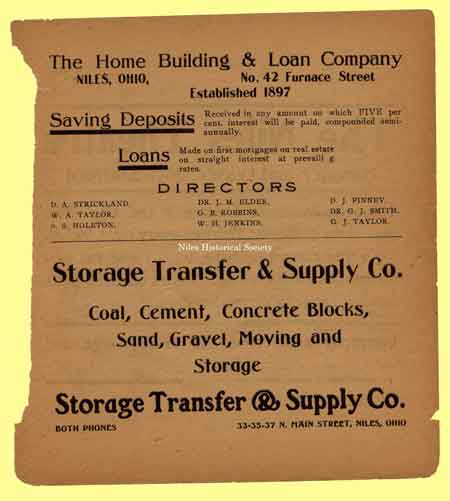 The Home Building & Loan Company
NILES, OHIO, No. 42 Furnace Street
Established 1897
Saving Deposits Received in any amount on which FIVE per
cent. interest will be paid, compounded semi-
annually.
Loans Made on first mortgages on real estate
on straight interest at prevaili g
rates.
DIRECTORS
D. A. STRICKLAND, DR. J. M. ELDER, D. J. FINNEY,
W. A. TAYLOR, G. B. ROBBINS, DR. G. J. SMITH,
S. S. HOLETON, W. H. JENKINS, G. J. TAYLOR.
Niles Historical Society
Storage Transfer & Supply Co.
Coal, Cement, Concrete Blocks,
Sand, Gravel, Moving and
Storage
Storage Transfer & Supply Co.
BOTH PHONES 33-35-37 N. MAIN STREET, NILES, OHIO